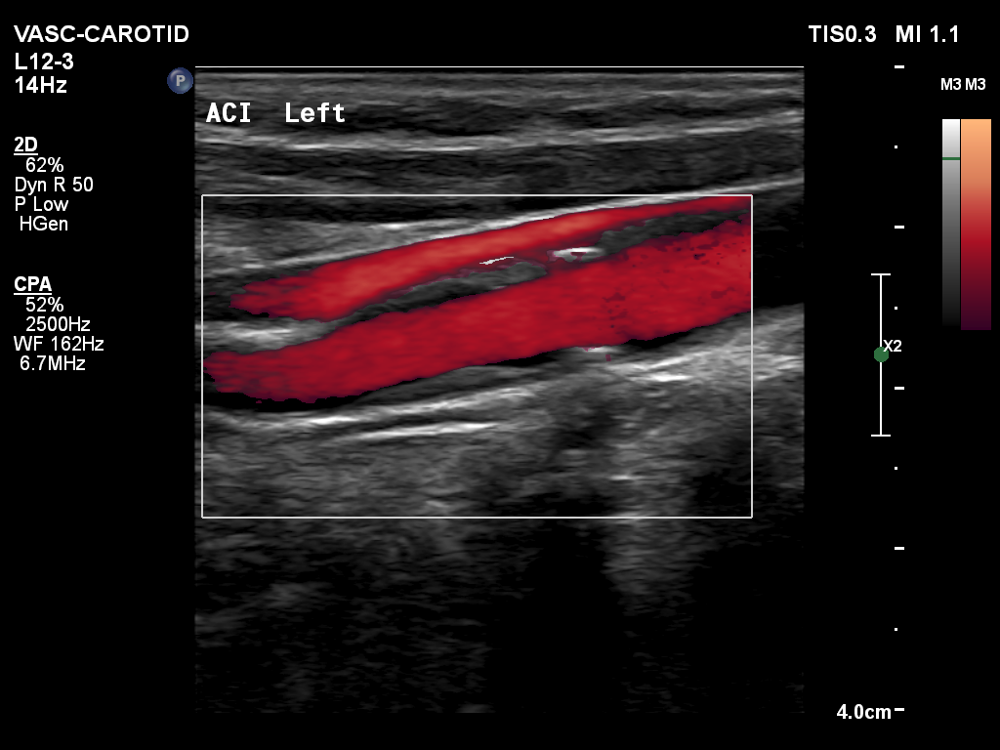 VASC-CAROTID
TIS0.3 MI 1.1
L12-3
14Hz
P
M3 M3
ACI Left
2D
62%
Dyn R 50
P Low
HGen
CPA
52%
2500Hz
WF 162Hz
6.7MHz
X2
4.0cm